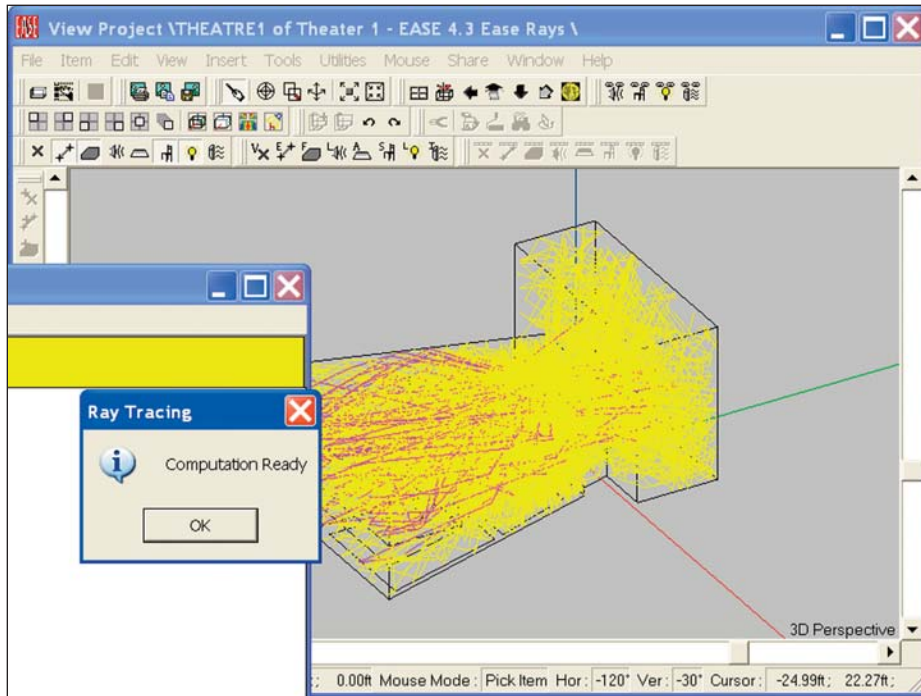 EASE View Project \THEATRE1 of Theater 1 - EASE 4.3 Ease Rays \
File Item Edit View Insert Tools Utilities Mouse Share Window Help
Ray Tracing
Computation Ready
OK
3D Perspective
0.00ft Mouse Mode : Pick Item Hor: -120° Ver: -30° Cursor : -24.99ft; 22.27ft;